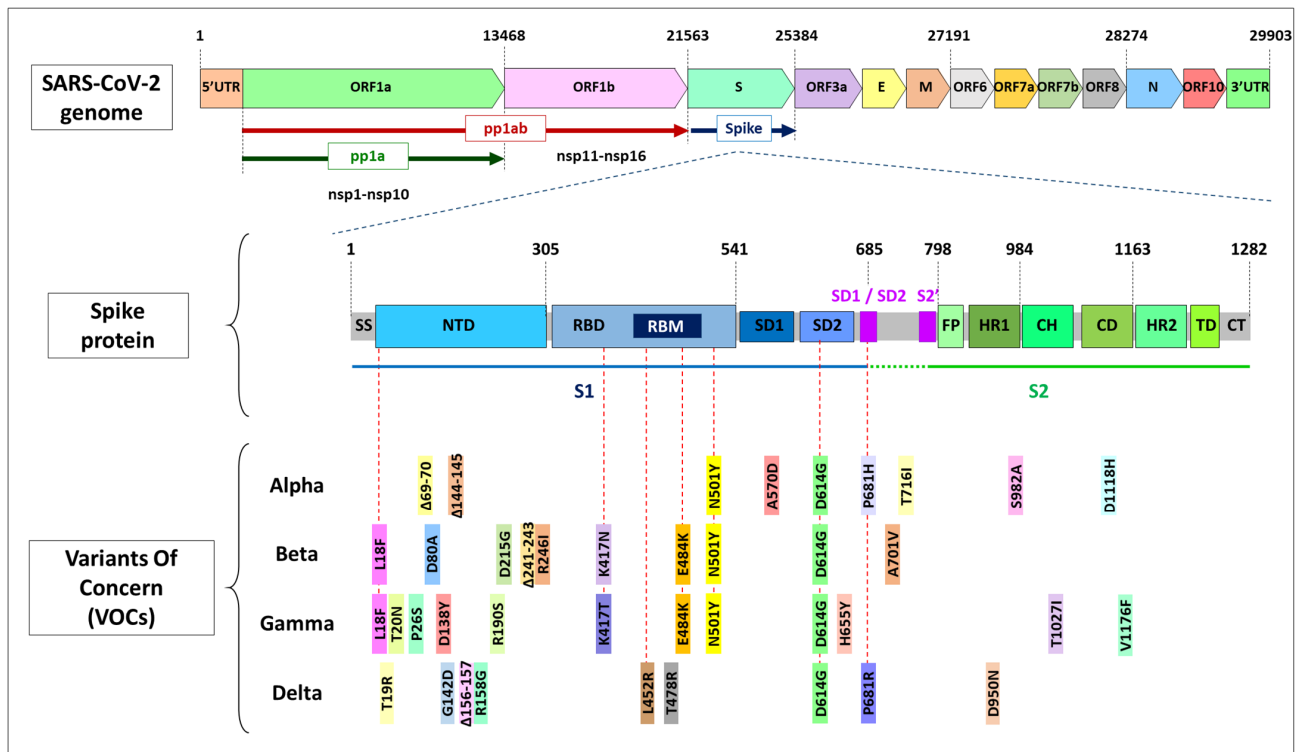 1 13468 21563 25384 27191 28274 29903
SARS-CoV-2
genome
5'UTR ORF1a ORF1b S ORF3a E M ORF6 ORF7a ORF7b ORF8 N ORF10 3'UTR
pp1ab Spike
pp1a nsp11-nsp16
nsp1-nsp10
1 305 541 685 798 984 1163 1282
SD1 / SD2 S2'
Spike
protein
SS NTD RBD RBM SD1 SD2 FP HR1 CH CD HR2 TD CT
S1 S2
Variants Of
Concern
(VOCs)
Alpha Δ69-70 Δ144-145 N501Y A570D D614G P681H T716I S982A D1118H
Beta L18F D80A D215G Δ241-243 R246I K417N E484K N501Y D614G A701V
Gamma L18F T20N P26S D138Y R190S K417T E484K N501Y D614G H655Y T1027I V1176F
Delta T19R G142D Δ156-157 R158G L452R T478R D614G P681R D950N